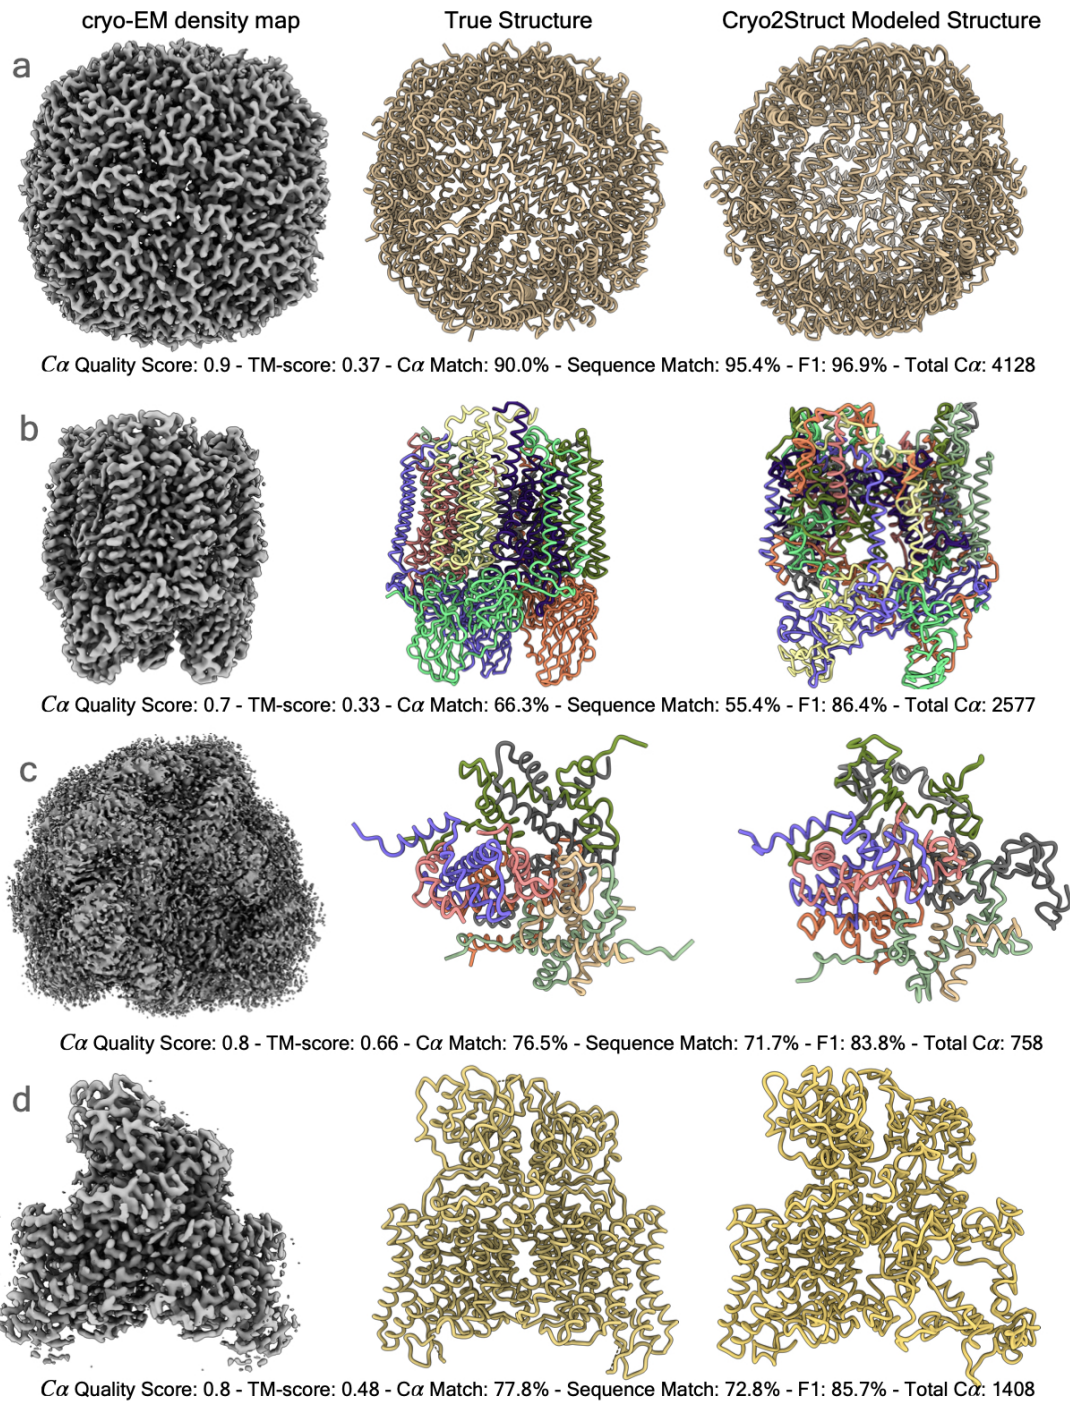 cryo-EM density map True Structure Cryo2Struct Modeled Structure
a
Cα Quality Score: 0.9 - TM-score: 0.37 - Cα Match: 90.0% - Sequence Match: 95.4% - F1: 96.9% - Total Cα: 4128
b
Cα Quality Score: 0.7 - TM-score: 0.33 - Cα Match: 66.3% - Sequence Match: 55.4% - F1: 86.4% - Total Cα: 2577
c
Cα Quality Score: 0.8 - TM-score: 0.66 - Cα Match: 76.5% - Sequence Match: 71.7% - F1: 83.8% - Total Cα: 758
d
Cα Quality Score: 0.8 - TM-score: 0.48 - Cα Match: 77.8% - Sequence Match: 72.8% - F1: 85.7% - Total Cα: 1408